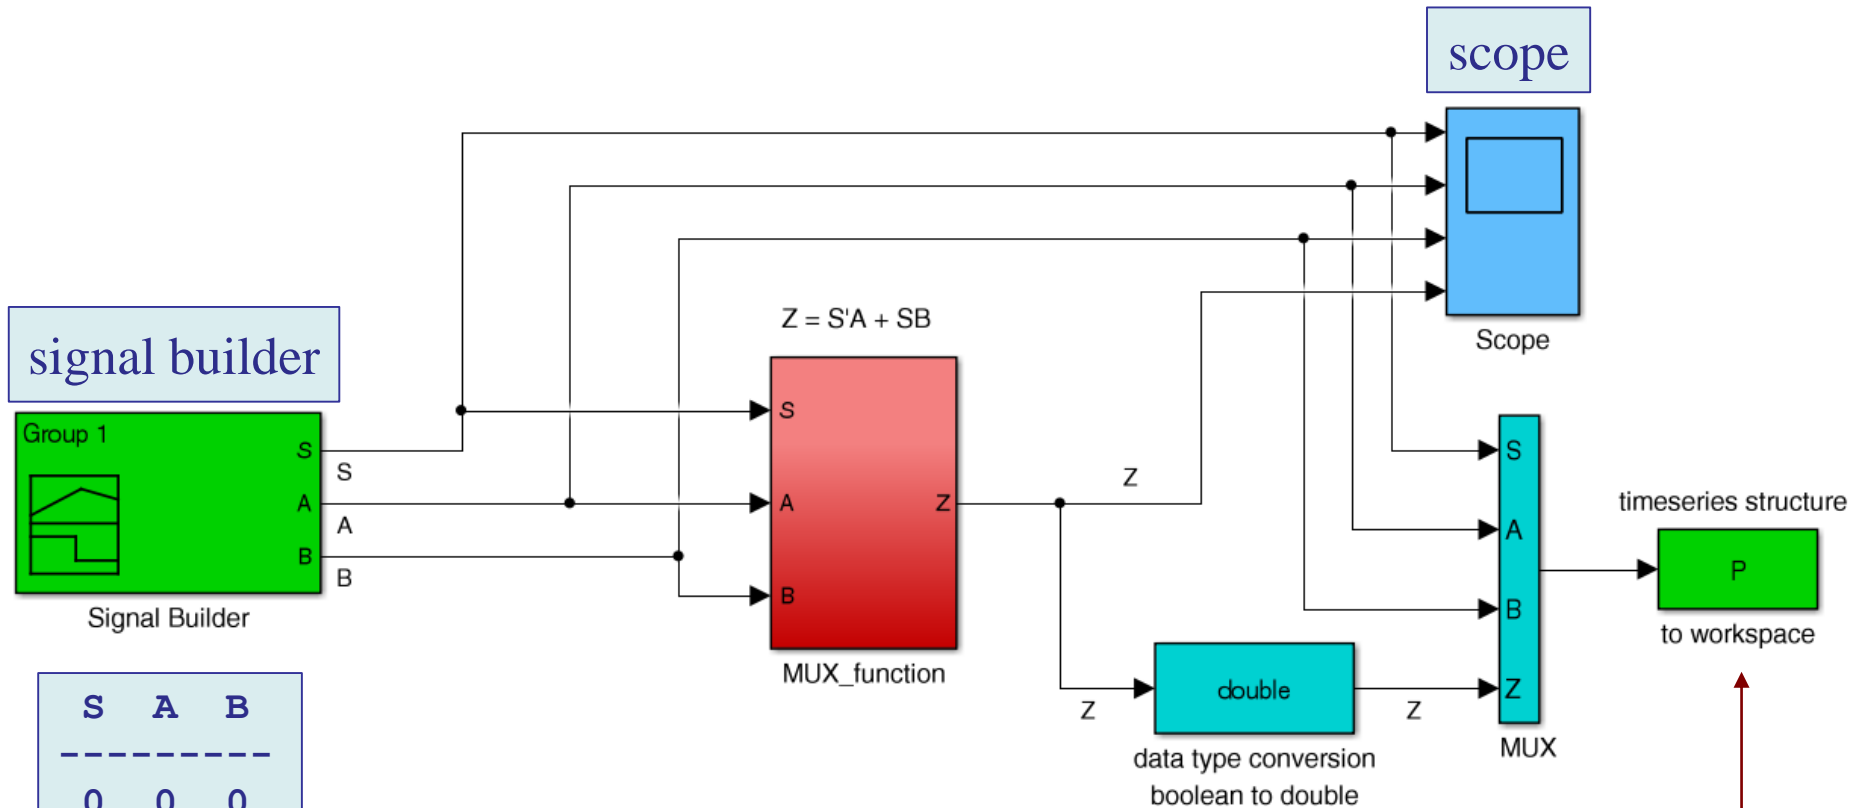 scope
Scope
Z = S'A + SB
signal builder
Group 1
S
A
B
S
A
B
Signal Builder
S
A
B
Z
MUX_function
Z
Z
double
Z
data type conversion
boolean to double
S
A
B
Z
MUX
timeseries structure
P
to workspace
S A B
---------
0 0 0